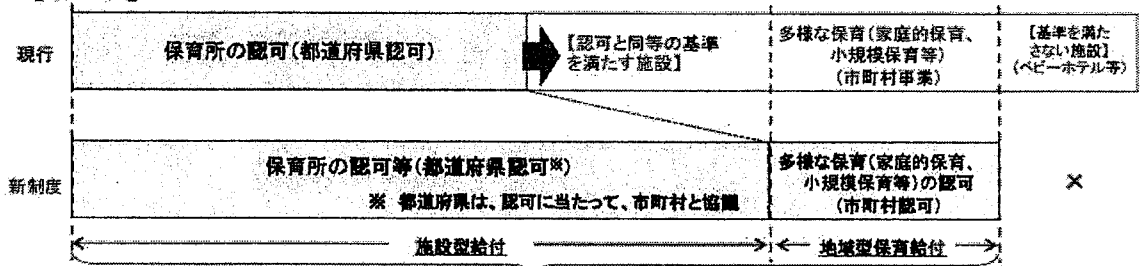 現行
保育所の認可(都道府県認可)
【認可と同等の基準
を満たす施設】
多様な保育(家庭的保育、
小規模保育等)
(市町村事業)
【基準を満た
さない施設】
(ベビーホテル等)
新制度
保育所の認可等(都道府県認可※)
※ 都道府県は、認可に当たって、市町村と協議
多様な保育(家庭的保育、
小規模保育等)の認可
(市町村認可)
×
施設型給付
地域型保育給付